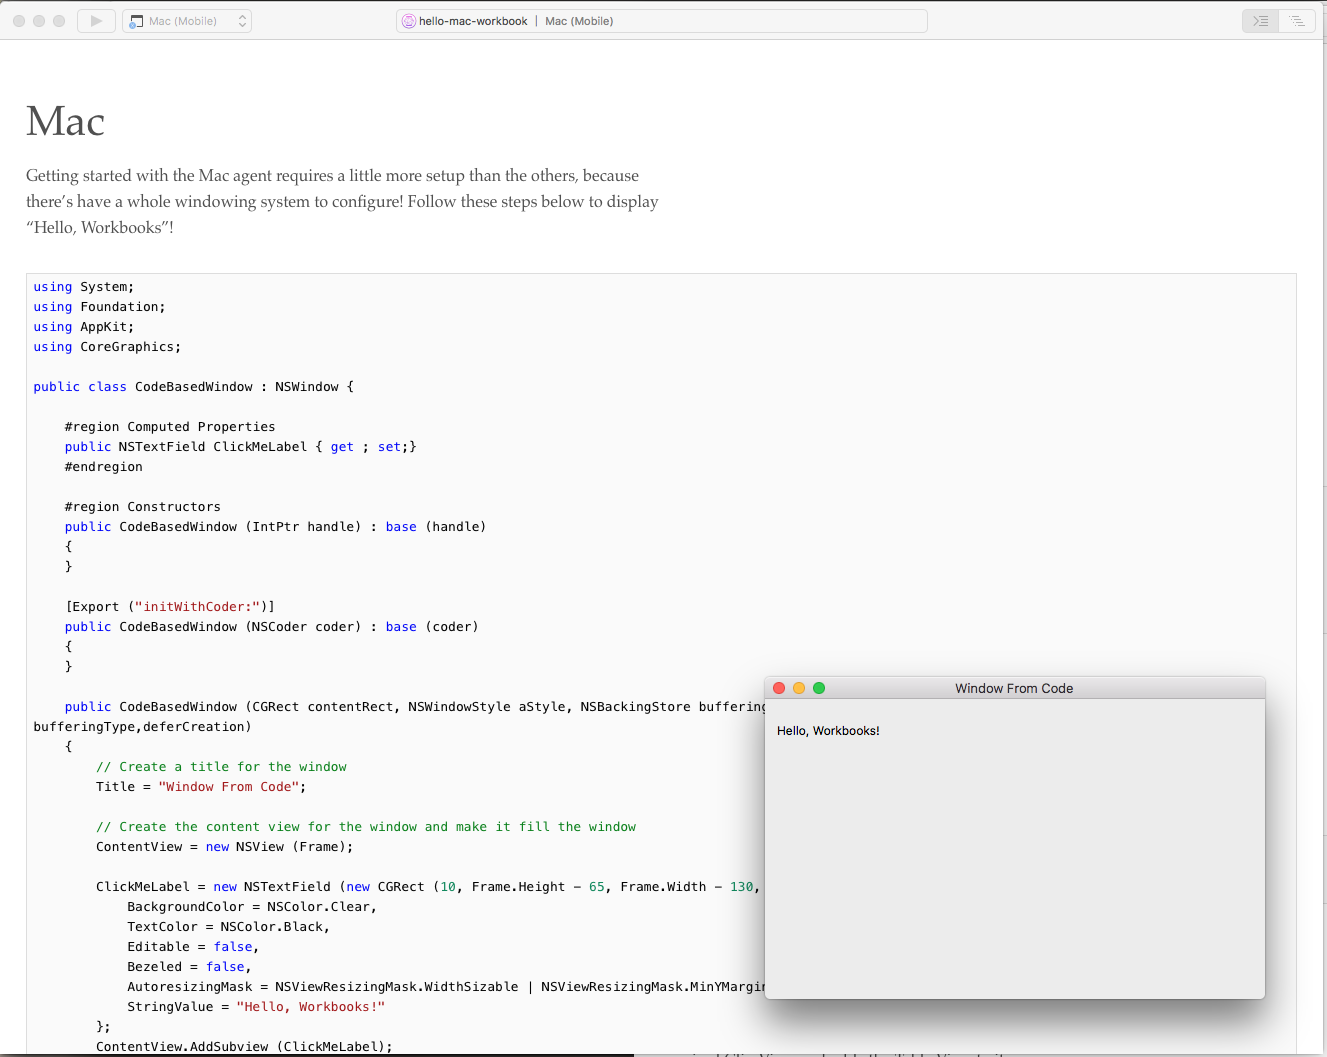 Mac (Mobile)
hello-mac-workbook | Mac (Mobile)
Mac
Getting started with the Mac agent requires a little more setup than the others, because
there’s have a whole windowing system to configure! Follow these steps below to display
“Hello, Workbooks”!
using System;
using Foundation;
using AppKit;
using CoreGraphics;
public class CodeBasedWindow : NSWindow {
#region Computed Properties
public NSTextField ClickMeLabel { get ; set;}
#endregion
#region Constructors
public CodeBasedWindow (IntPtr handle) : base (handle)
{
}
[Export ("initWithCoder:")]
public CodeBasedWindow (NSCoder coder) : base (coder)
{
}
public CodeBasedWindow (CGRect contentRect, NSWindowStyle aStyle, NSBackingStore buffering
bufferingType,deferCreation)
{
// Create a title for the window
Title = "Window From Code";
// Create the content view for the window and make it fill the window
ContentView = new NSView (Frame);
ClickMeLabel = new NSTextField (new CGRect (10, Frame.Height - 65, Frame.Width - 130,
BackgroundColor = NSColor.Clear,
TextColor = NSColor.Black,
Editable = false,
Bezeled = false,
AutoresizingMask = NSViewResizingMask.WidthSizable | NSViewResizingMask.MinYMargin
StringValue = "Hello, Workbooks!"
};
ContentView.AddSubview (ClickMeLabel);
Window From Code
Hello, Workbooks!